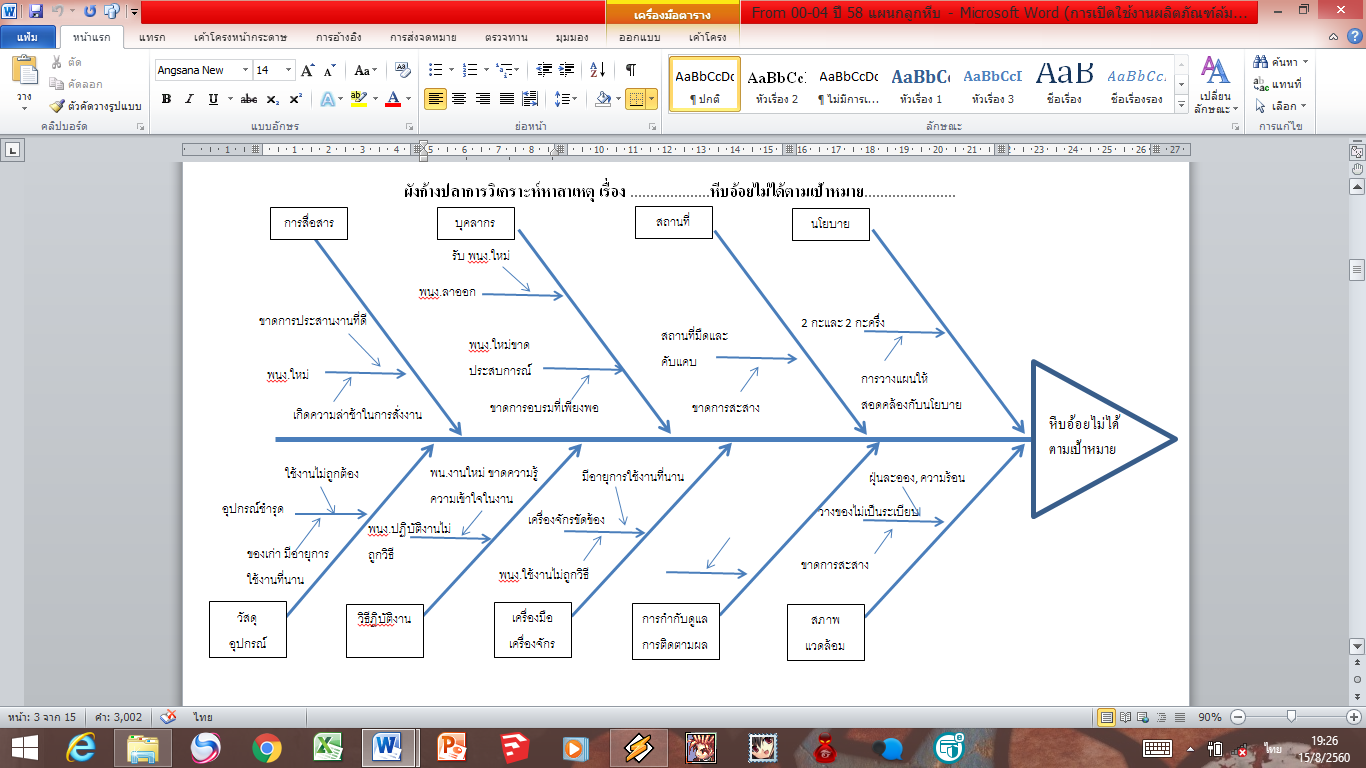 เครื่องมือตาราง
From 00-04 ปี 58 แผนกลูกหีบ - Microsoft Word (การเปิดใช้งานผลิตภัณฑ์ล้ม...
แฟ้ม หน้าแรก แทรก เค้าโครงหน้ากระดาษ การอ้างอิง การส่งจดหมาย ตรวจทาน มุมมอง ออกแบบ เค้าโครง
วาง
ตัด
คัดลอก
ตัวคัดวางรูปแบบ
คลิปบอร์ด
Angsana New 14
แบบอักษร
ย่อหน้า
AaBbCcDc AaBbCcI AaBbCcDc AaBbCc AaBbCcI AaB AaBbCcI
ปกติ หัวเรื่อง 2 ไม่มีการเ... หัวเรื่อง 1 หัวเรื่อง 3 ชื่อเรื่อง ชื่อเรื่องรอง
เปลี่ยนลักษณะ
ลักษณะ
ค้นหา
แทนที่
เลือก
การแก้ไข
ผังก้างปลาการวิเคราะห์หาสาเหตุ เรื่อง ......................หีบอ้อยไม่ได้ตามเป้าหมาย.........................
การสื่อสาร
บุคลากร
สถานที่
นโยบาย
รับ พนง.ใหม่
พนง.ลาออก
ขาดการประสานงานที่ดี
พนง.ใหม่
เกิดความล่าช้าในการสั่งงาน
พนง.ใหม่ขาด
ประสบการณ์
ขาดการอบรมที่เพียงพอ
สถานที่มืดและ
คับแคบ
ขาดการสะสาง
2 กะและ 2 กะครึ่ง
การวางแผนให้
สอดคล้องกับนโยบาย
หีบอ้อยไม่ได้
ตามเป้าหมาย
ใช้งานไม่ถูกต้อง
อุปกรณ์ชำรุด
ของเก่า มีอายุการ
ใช้งานที่นาน
พน.งานใหม่ ขาดความรู้
ความเข้าใจในงาน
พนง.ปฏิบัติงานไม่
ถูกวิธี
มีอายุการใช้งานที่นาน
เครื่องจักรขัดข้อง
พนง.ใช้งานไม่ถูกวิธี
ฝุ่นละออง, ความร้อน
วางของไม่เป็นระเบียบ
ขาดการสะสาง
วัสดุ
อุปกรณ์
วิธีฏิบัติงาน
เครื่องมือ
เครื่องจักร
การกำกับดูแล
การติดตามผล
สภาพ
แวดล้อม
หน้า: 3 จาก 15 คำ: 3,002 ไทย 90%
ไทย 19:26
15/8/2560